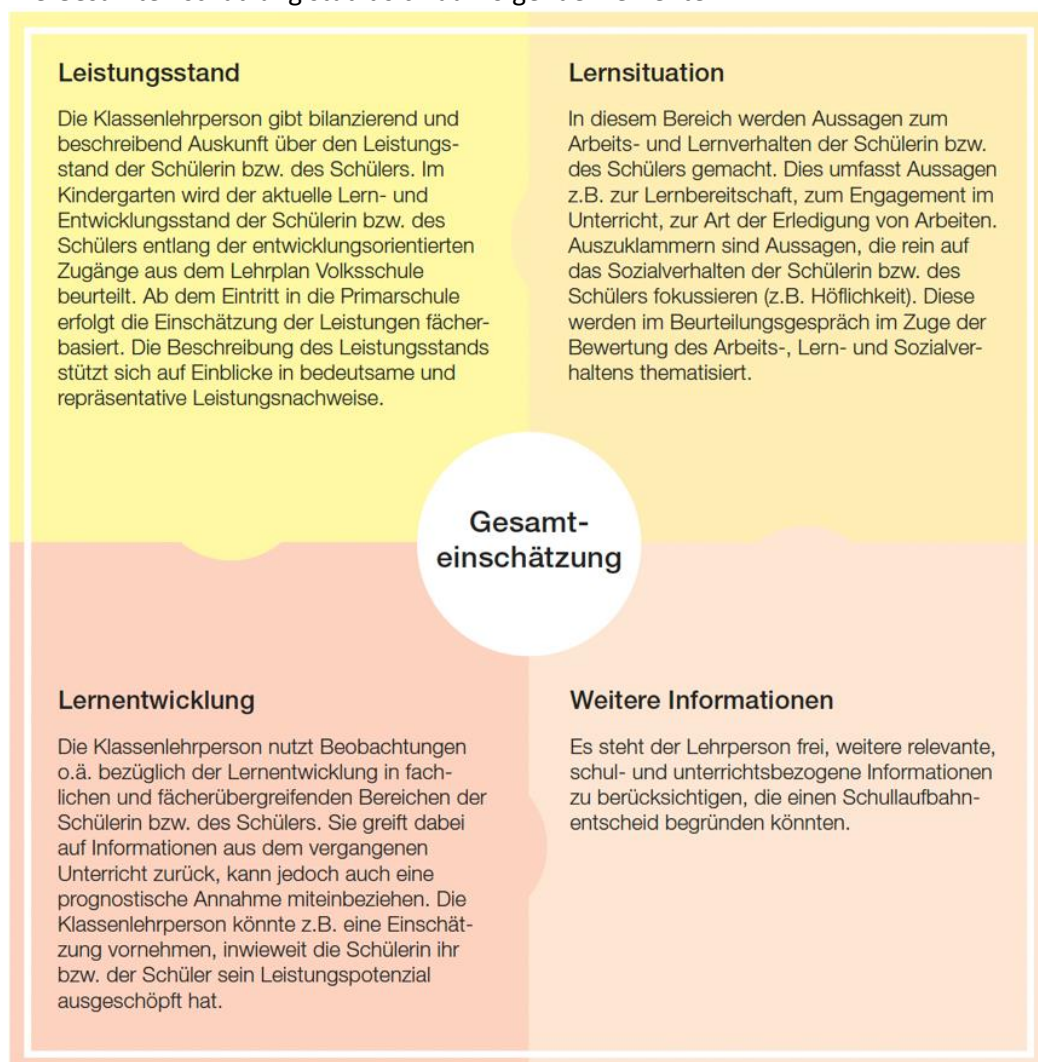 Leistungsstand
Die Klassenlehrperson gibt bilanzierend und
beschreibend Auskunft über den Leistungs-
stand der Schülerin bzw. des Schülers. Im
Kindergarten wird der aktuelle Lern- und
Entwicklungsstand der Schülerin bzw. des
Schülers entlang der entwicklungsorientierten
Zugänge aus dem Lehrplan Volksschule
beurteilt. Ab dem Eintritt in die Primarschule
erfolgt die Einschätzung der Leistungen fächer-
basiert. Die Beschreibung des Leistungsstands
stützt sich auf Einblicke in bedeutsame und
repräsentative Leistungsnachweise.
Lernsituation
In diesem Bereich werden Aussagen zum
Arbeits- und Lernverhalten der Schülerin bzw.
des Schülers gemacht. Dies umfasst Aussagen
z.B. zur Lernbereitschaft, zum Engagement im
Unterricht, zur Art der Erledigung von Arbeiten.
Auszuklammern sind Aussagen, die rein auf
das Sozialverhalten der Schülerin bzw. des
Schülers fokussieren (z.B. Höflichkeit). Diese
werden im Beurteilungsgespräch im Zuge der
Bewertung des Arbeits-, Lern- und Sozialver-
haltens thematisiert.
Gesamt-
einschätzung
Lernentwicklung
Die Klassenlehrperson nutzt Beobachtungen
o.ä. bezüglich der Lernentwicklung in fach-
lichen und fächerübergreifenden Bereichen der
Schülerin bzw. des Schülers. Sie greift dabei
auf Informationen aus dem vergangenen
Unterricht zurück, kann jedoch auch eine
prognostische Annahme miteinbeziehen. Die
Klassenlehrperson könnte z.B. eine Einschät-
zung vornehmen, inwieweit die Schülerin ihr
bzw. der Schüler sein Leistungspotenzial
ausgeschöpft hat.
Weitere Informationen
Es steht der Lehrperson frei, weitere relevante,
schul- und unterrichtsbezogene Informationen
zu berücksichtigen, die einen Schullaufbahn-
entscheid begründen könnten.